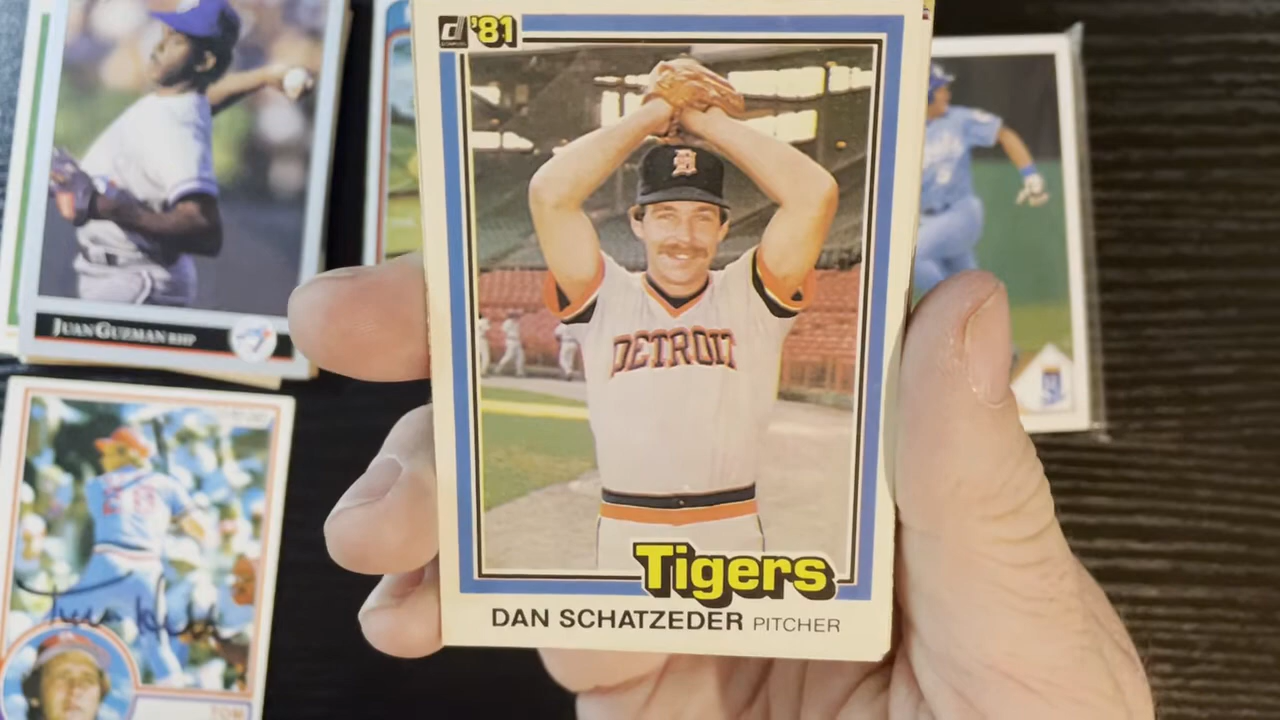 '81
DETROIT
Tigers
DAN SCHATZEDER PITCHER
JUAN GUZMAN RHP